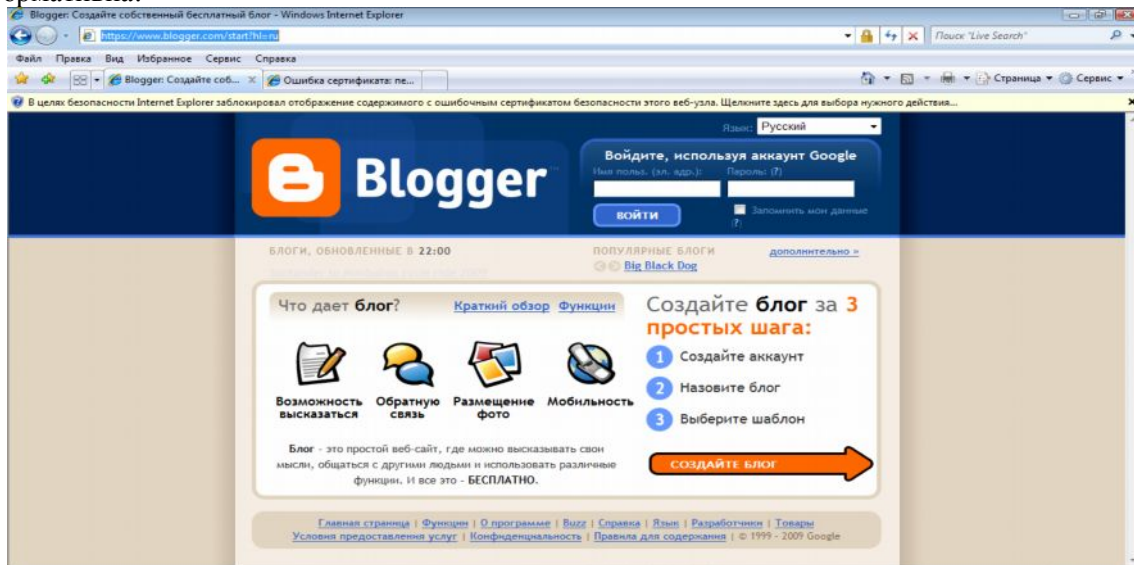 Blogger: Создайте собственный бесплатный блог - Windows Internet Explorer
https://www.blogger.com/start?hl=ru
Поиск "Live Search"
Файл Правка Вид Избранное Сервис Справка
Blogger: Создайте соб... Ошибка сертификата: пе... Страница Сервис
В целях безопасности Internet Explorer заблокировал отображение содержимого с ошибочным сертификатом безопасности этого веб-узла. Щелкните здесь для выбора нужного действия...
Язык: Русский
Blogger
Войдите, используя аккаунт Google
Имя польз. (эл. адр.): Пароль: (?)
ВОЙТИ
Запомнить мои данные (?)
БЛОГИ, ОБНОВЛЕННЫЕ В 22:00
ПОПУЛЯРНЫЕ БЛОГИ
дополнительно »
Big Black Dog
Что дает блог?
Краткий обзор Функции
Возможность высказаться
Обратную связь
Размещение фото
Мобильность
Блог - это простой веб-сайт, где можно высказывать свои
мысли, общаться с другими людьми и использовать различные
функции. И все это - БЕСПЛАТНО.
Создайте блог за 3
простых шага:
1 Создайте аккаунт
2 Назовите блог
3 Выберите шаблон
СОЗДАЙТЕ БЛОГ
Главная страница | Функции | О программе | Buzz | Справка | Язык | Разработчики | Товары
Условия предоставления услуг | Конфиденциальность | Правила для содержания | © 1999 - 2009 Google